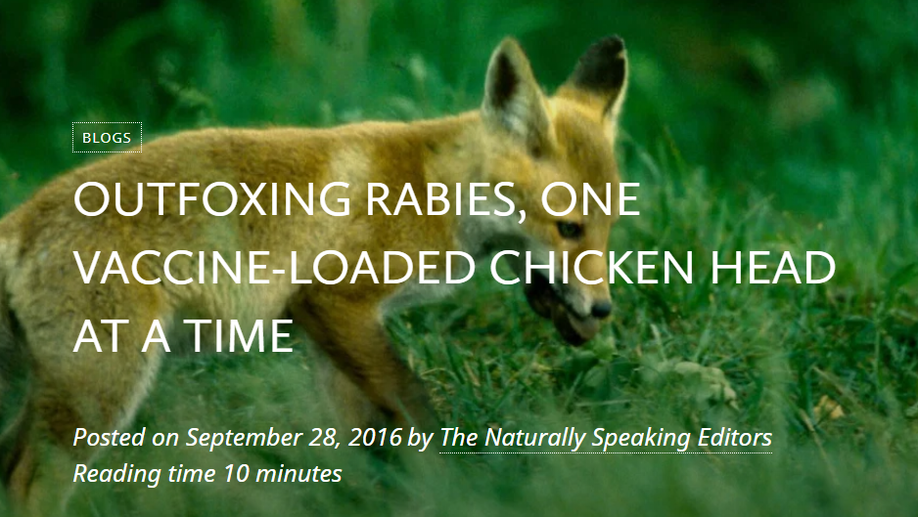 BLOGS
OUTFOXING RABIES, ONE
VACCINE-LOADED CHICKEN HEAD
AT A TIME
Posted on September 28, 2016 by The Naturally Speaking Editors
Reading time 10 minutes